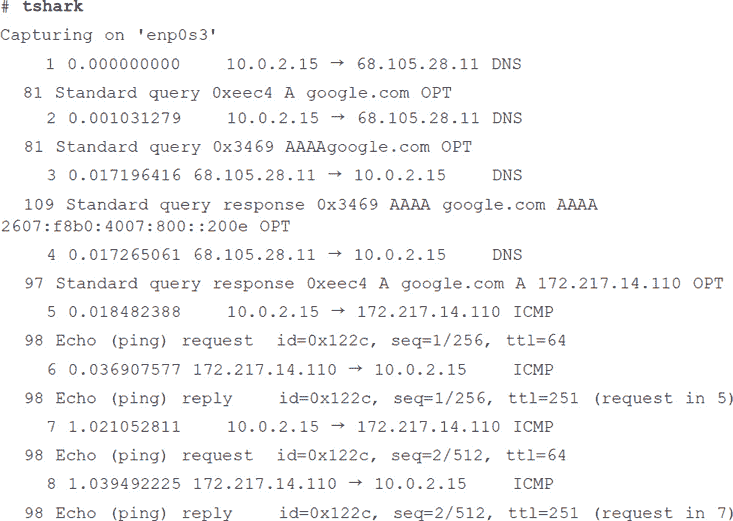 # tshark
Capturing on 'enp0s3'
1 0.000000000 10.0.2.15 → 68.105.28.11 DNS
81 Standard query 0xeec4 A google.com OPT
2 0.001031279 10.0.2.15 → 68.105.28.11 DNS
81 Standard query 0x3469 AAAAgoogle.com OPT
3 0.017196416 68.105.28.11 → 10.0.2.15 DNS
109 Standard query response 0x3469 AAAA google.com AAAA
2607:f8b0:4007:800::200e OPT
4 0.017265061 68.105.28.11 → 10.0.2.15 DNS
97 Standard query response 0xeec4 A google.com A 172.217.14.110 OPT
5 0.018482388 10.0.2.15 → 172.217.14.110 ICMP
98 Echo (ping) request id=0x122c, seq=1/256, ttl=64
6 0.036907577 172.217.14.110 → 10.0.2.15 ICMP
98 Echo (ping) reply id=0x122c, seq=1/256, ttl=251 (request in 5)
7 1.021052811 10.0.2.15 → 172.217.14.110 ICMP
98 Echo (ping) request id=0x122c, seq=2/512, ttl=64
8 1.039492225 172.217.14.110 → 10.0.2.15 ICMP
98 Echo (ping) reply id=0x122c, seq=2/512, ttl=251 (request in 7)